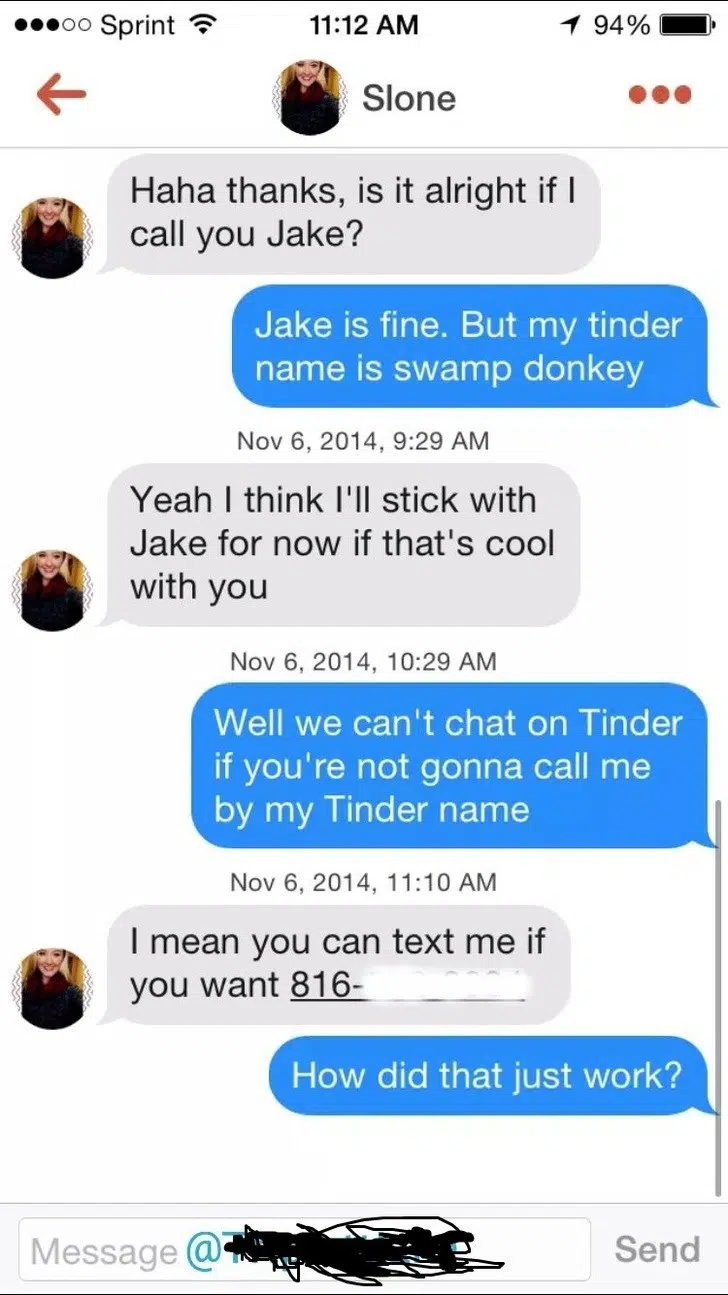 Sprint 11:12 AM 94%
Slone
Haha thanks, is it alright if I
call you Jake?
Jake is fine. But my tinder
name is swamp donkey
Nov 6, 2014, 9:29 AM
Yeah I think I'll stick with
Jake for now if that's cool
with you
Nov 6, 2014, 10:29 AM
Well we can't chat on Tinder
if you're not gonna call me
by my Tinder name
Nov 6, 2014, 11:10 AM
I mean you can text me if
you want 816-
How did that just work?
Message @ Send